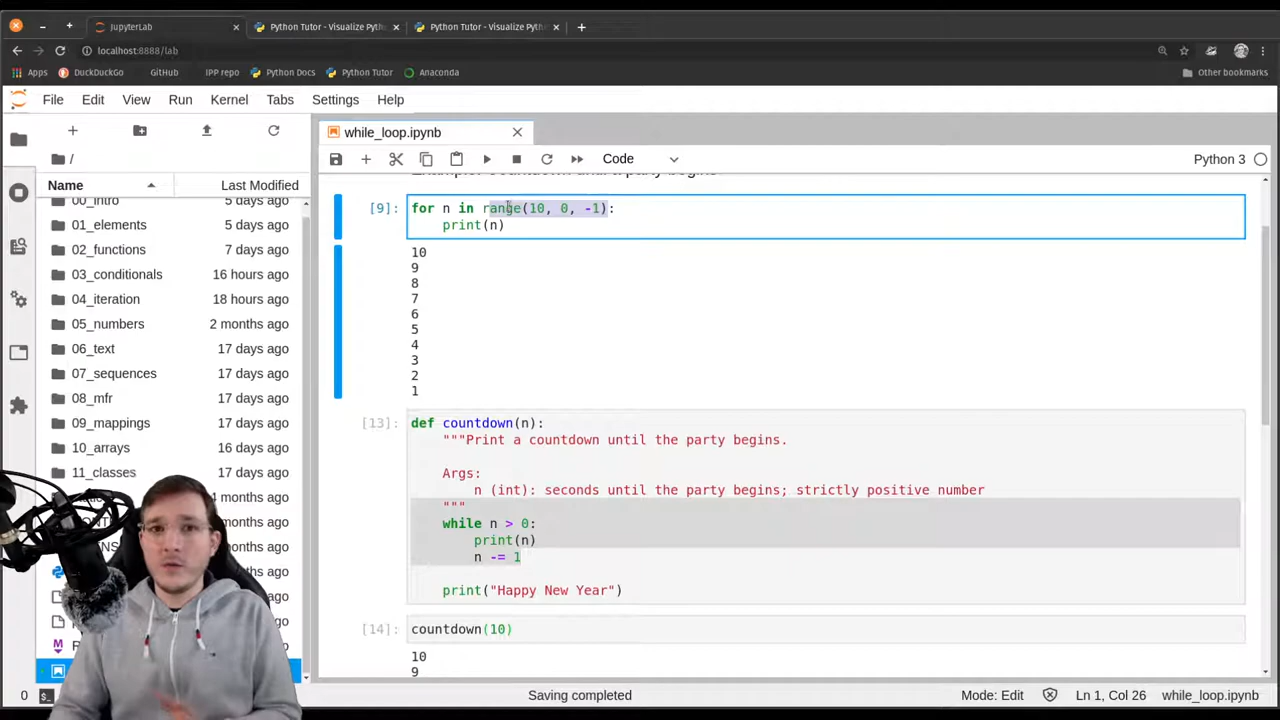 JupyterLab
Python Tutor - Visualize Pyth
Python Tutor - Visualize Pyth
localhost:8888/lab
Apps DuckDuckGo GitHub IPP repo Python Docs Python Tutor Anaconda Other bookmarks
File Edit View Run Kernel Tabs Settings Help
while_loop.ipynb
/
Code Python 3
Name Last Modified
00_intro 5 days ago
01_elements 5 days ago
02_functions 7 days ago
03_conditionals 16 hours ago
04_iteration 18 hours ago
05_numbers 2 months ago
06_text 17 days ago
07_sequences 17 days ago
08_mfr 17 days ago
09_mappings 17 days ago
10_arrays 16 days ago
11_classes 17 days ago
months ago
Example: Countdown until a party begins
[9]: for n in range(10, 0, -1):
print(n)
10
9
8
7
6
5
4
3
2
1
[13]: def countdown(n):
"""Print a countdown until the party begins.
Args:
n (int): seconds until the party begins; strictly positive number
"""
while n > 0:
print(n)
n -= 1
print("Happy New Year")
[14]: countdown(10)
10
9
0 $_ Saving completed Mode: Edit Ln 1, Col 26 while_loop.ipynb